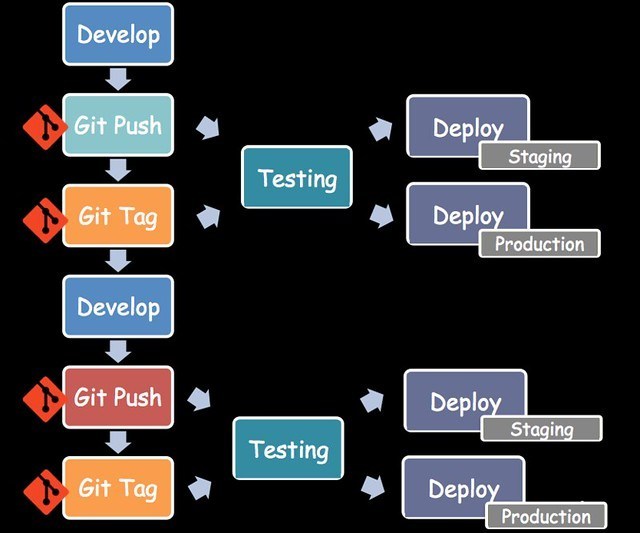 Develop
Git Push
Deploy
Staging
Testing
Git Tag
Deploy
Production
Develop
Git Push
Deploy
Staging
Testing
Git Tag
Deploy
Production